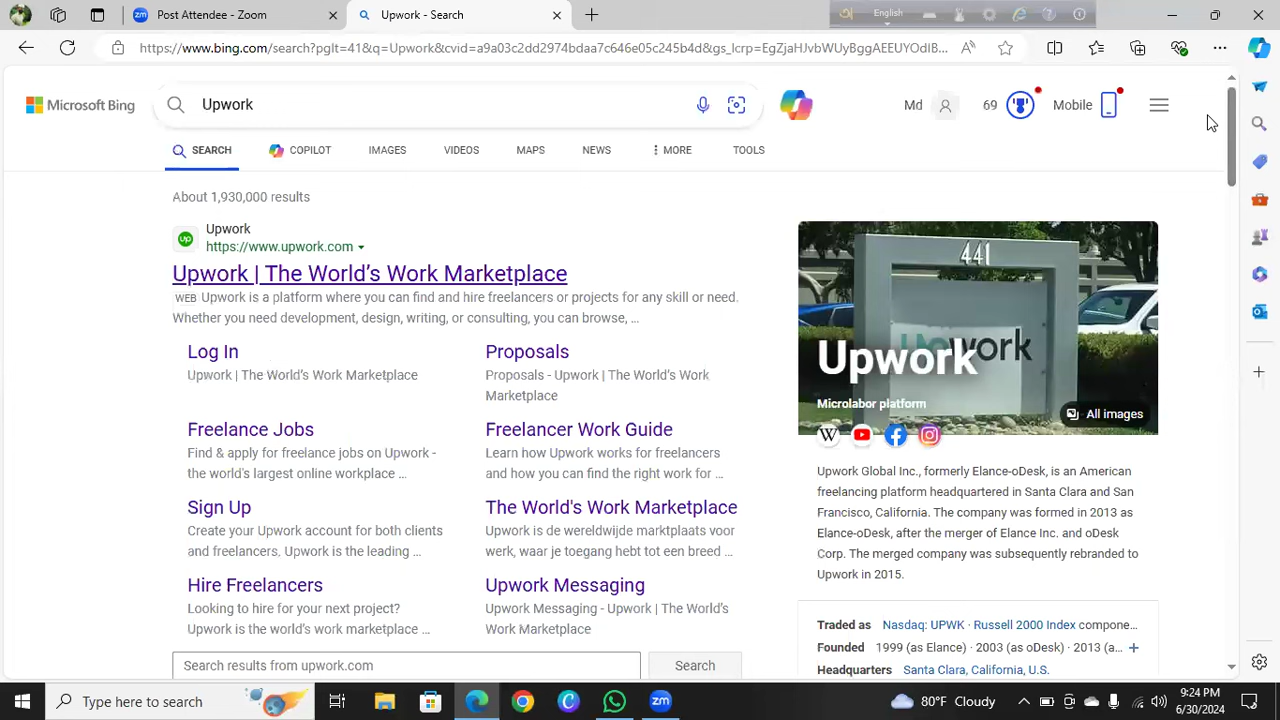 Post Attendee - Zoom
Upwork - Search
English
https://www.bing.com/search?pglt=41&q=Upwork&cvid=a9a03c2dd2974bdaa7c646e05c245b4d&gs_lcrp=EgZjaHJvbWUyBggAEEUYOdIB...
Microsoft Bing
Upwork
Md
69
Mobile
SEARCH
COPILOT
IMAGES
VIDEOS
MAPS
NEWS
MORE
TOOLS
About 1,930,000 results
Upwork
https://www.upwork.com
Upwork | The World's Work Marketplace
WEB Upwork is a platform where you can find and hire freelancers or projects for any skill or need.
Whether you need development, design, writing, or consulting, you can browse, ...
Log In
Upwork | The World's Work Marketplace
Proposals
Proposals - Upwork | The World's Work
Marketplace
Freelance Jobs
Find & apply for freelance jobs on Upwork -
the world's largest online workplace ...
Freelancer Work Guide
Learn how Upwork works for freelancers
and how you can find the right work for ...
Sign Up
Create your Upwork account for both clients
and freelancers. Upwork is the leading ...
The World's Work Marketplace
Upwork is de wereldwijde marktplaats voor
werk, waar je toegang hebt tot een breed ...
Hire Freelancers
Looking to hire for your next project?
Upwork is the world's work marketplace ...
Upwork Messaging
Upwork Messaging - Upwork | The World's
Work Marketplace
Search results from upwork.com
Search
441
Upwork
Upwork
Microlabor platform
All images
Upwork Global Inc., formerly Elance-oDesk, is an American
freelancing platform headquartered in Santa Clara and San
Francisco, California. The company was formed in 2013 as
Elance-oDesk, after the merger of Elance Inc. and oDesk
Corp. The merged company was subsequently rebranded to
Upwork in 2015.
Traded as
Nasdaq: UPWK · Russell 2000 Index compone...
Founded
1999 (as Elance) · 2003 (as oDesk) · 2013 (a...
Headquarters
Santa Clara, California, U.S.
Type here to search
80°F Cloudy
9:24 PM
6/30/2024